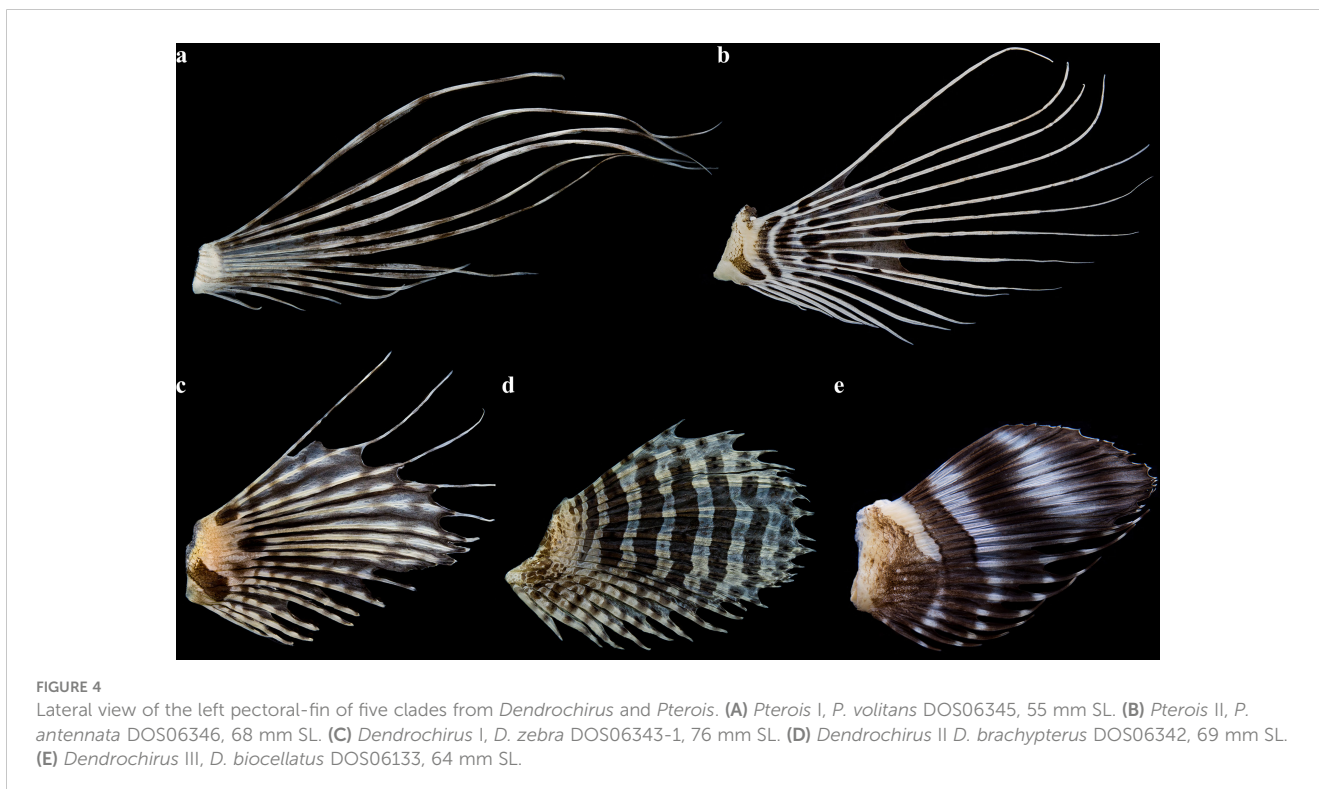 a
b
c
d
e
FIGURE 4
Lateral view of the left pectoral-fin of five clades from Dendrochirus and Pterois. (A) Pterois I, P. volitans DOS06345, 55 mm SL. (B) Pterois II, P.
antennata DOS06346, 68 mm SL. (C) Dendrochirus I, D. zebra DOS06343-1, 76 mm SL. (D) Dendrochirus II D. brachypterus DOS06342, 69 mm SL.
(E) Dendrochirus III, D. biocellatus DOS06133, 64 mm SL.